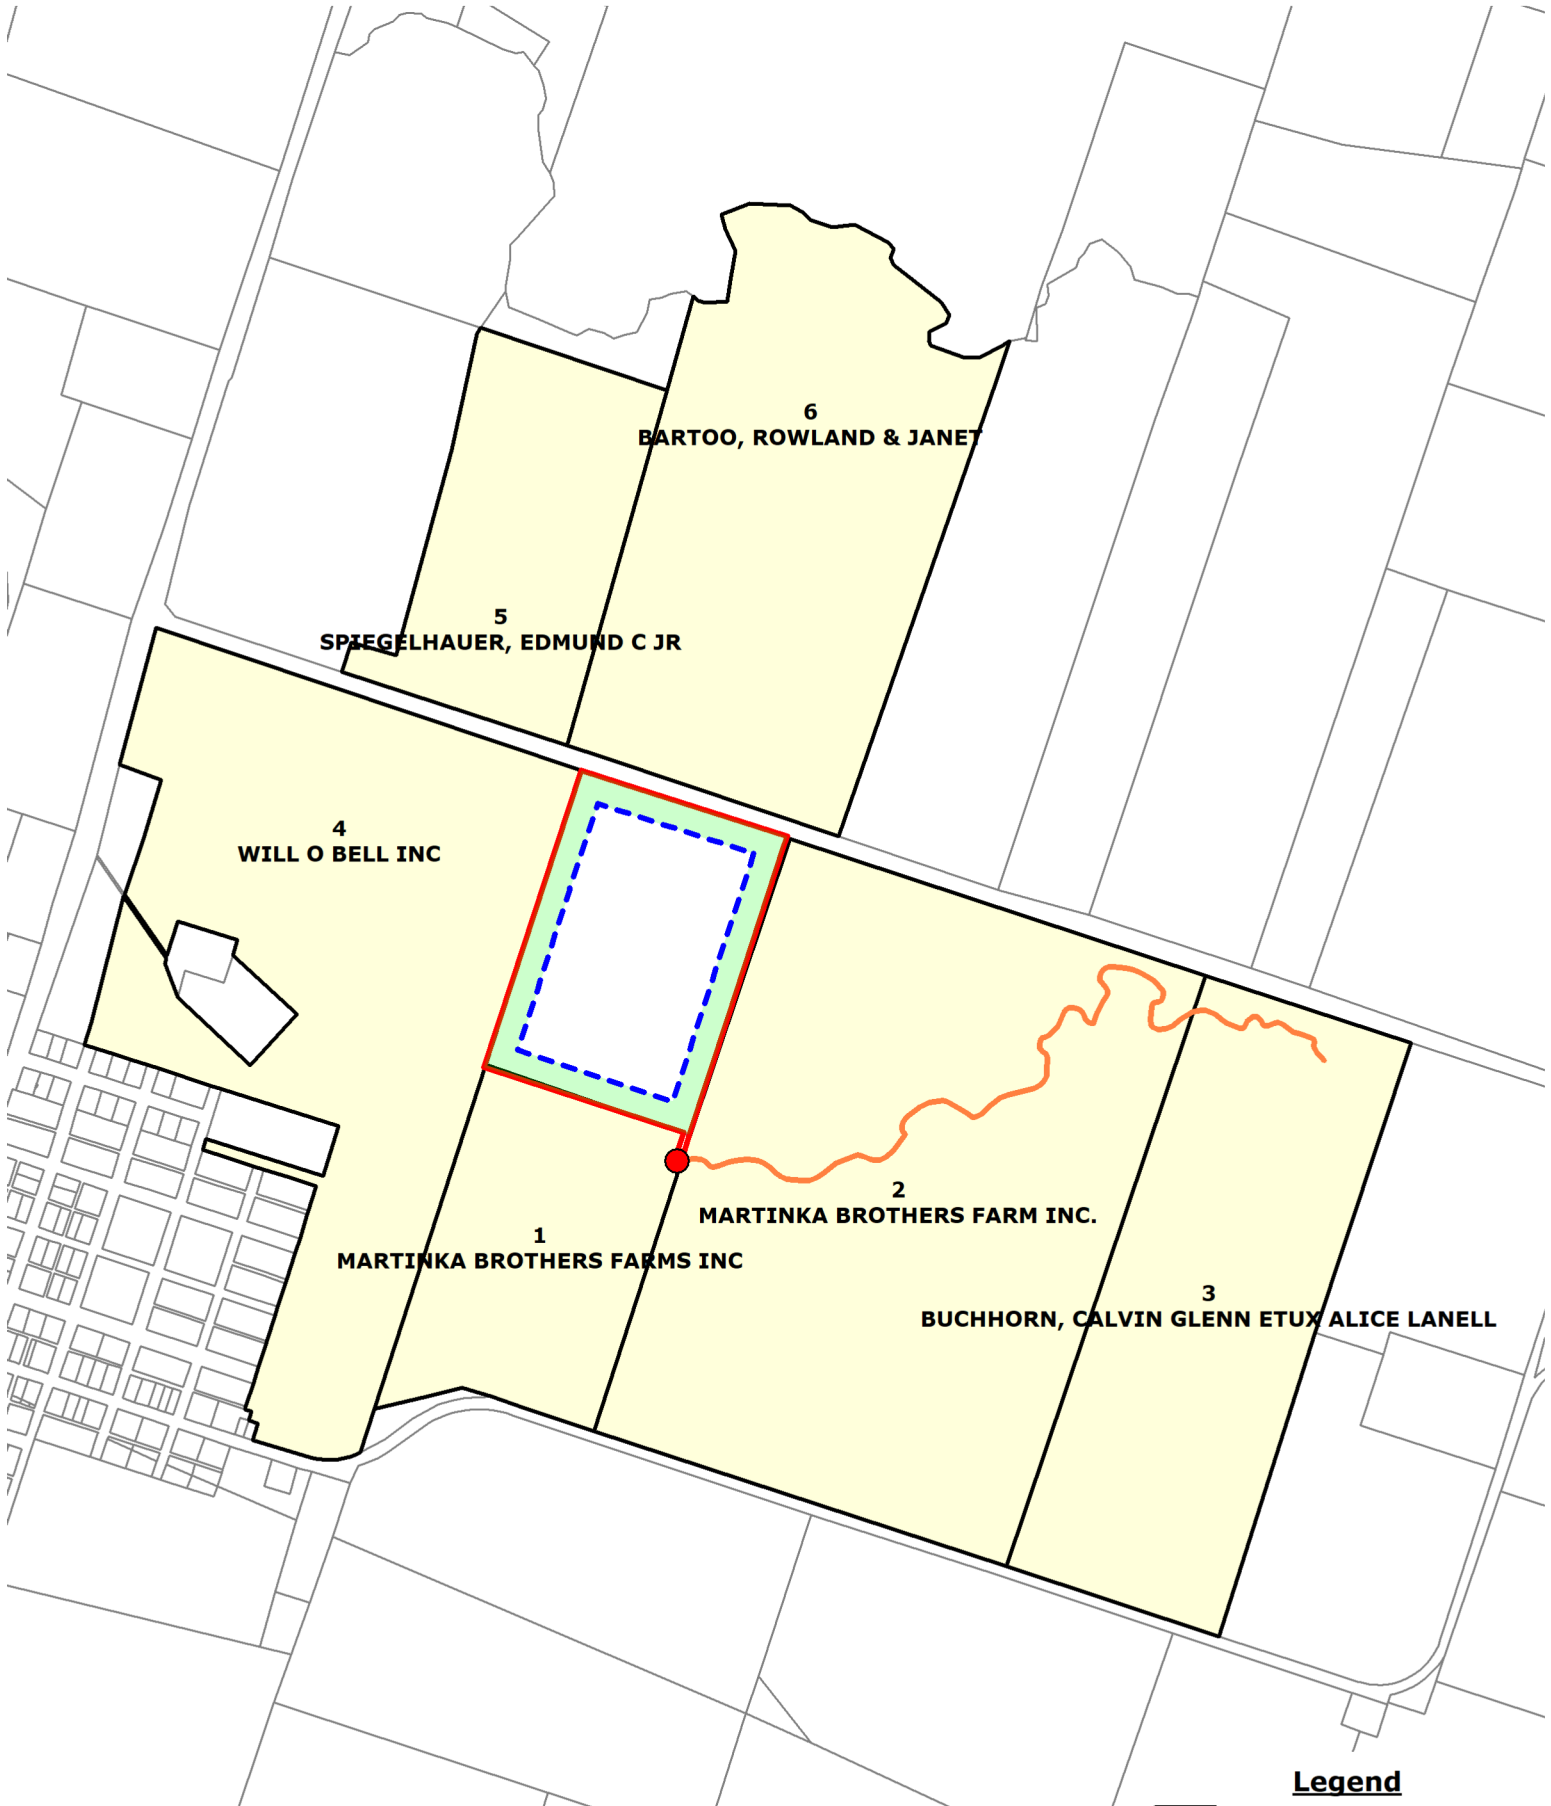 6
BARTOO, ROWLAND & JANET
5
SPIEGELHAUER, EDMUND C JR
4
WILL O BELL INC
2
MARTINKA BROTHERS FARM INC.
1
MARTINKA BROTHERS FARMS INC
3
BUCHHORN, CALVIN GLENN ETUX ALICE LANELL
Legend